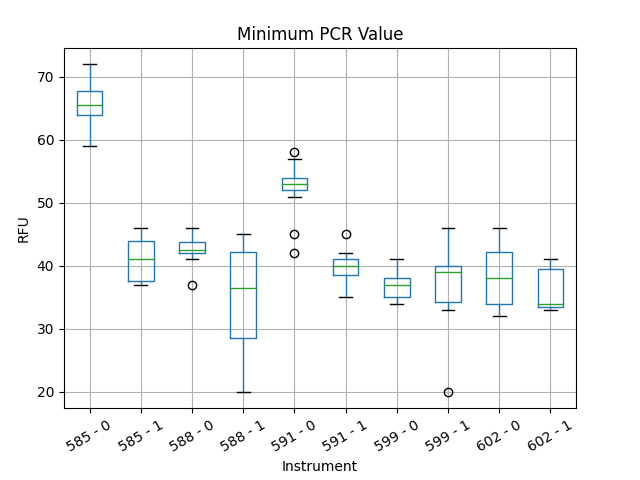 Minimum PCR Value
70
60
50
40
30
20
RFU
585 - 0
585 - 1
588 - 0
588 - 1
591 - 0
591 - 1
599 - 0
599 - 1
602 - 0
602 - 1
Instrument